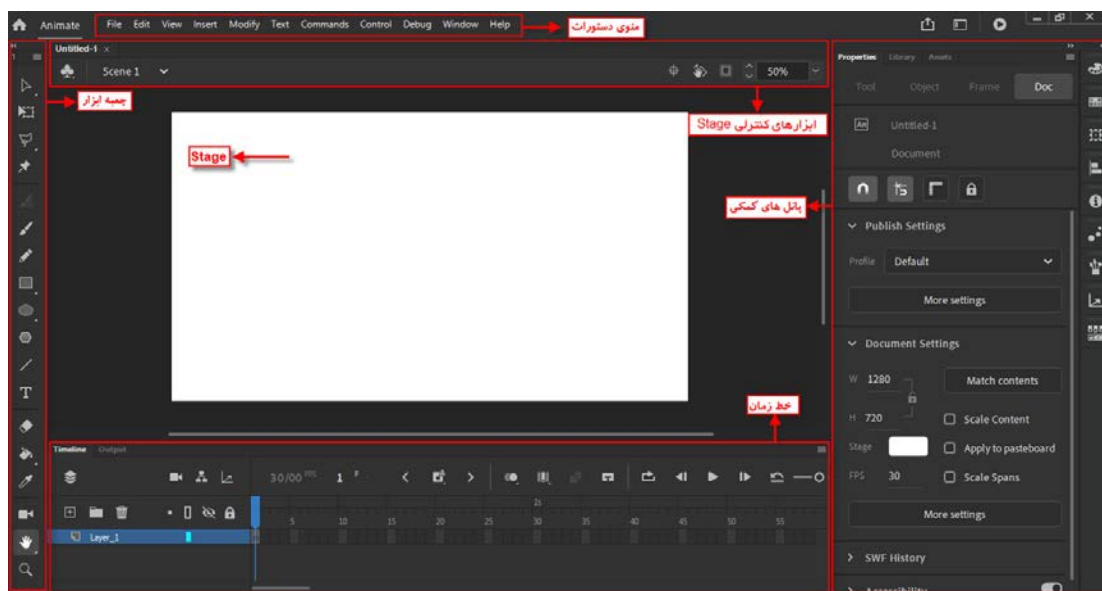 Animate File Edit View Insert Modify Text Commands Control Debug Window Help
منوی دستورات
Untitled-1 ×
Scene 1
50%
جعبه ابزار
ابزارهای کنترلی Stage
Stage
پانل های کمکی
خط زمان
Timeline Output
30/00 FPS 1 F
2s
5 10 15 20 25 30 35 40 45 50 55
Layer_1
T
Properties Library Assets
Tool Object Frame Doc
An Untitled-1
Document
Publish Settings
Profile Default
More settings
Document Settings
W 1280 Match contents
H 720 Scale Content
Stage Apply to pasteboard
FPS 30 Scale Spans
More settings
SWF History
Accessibility